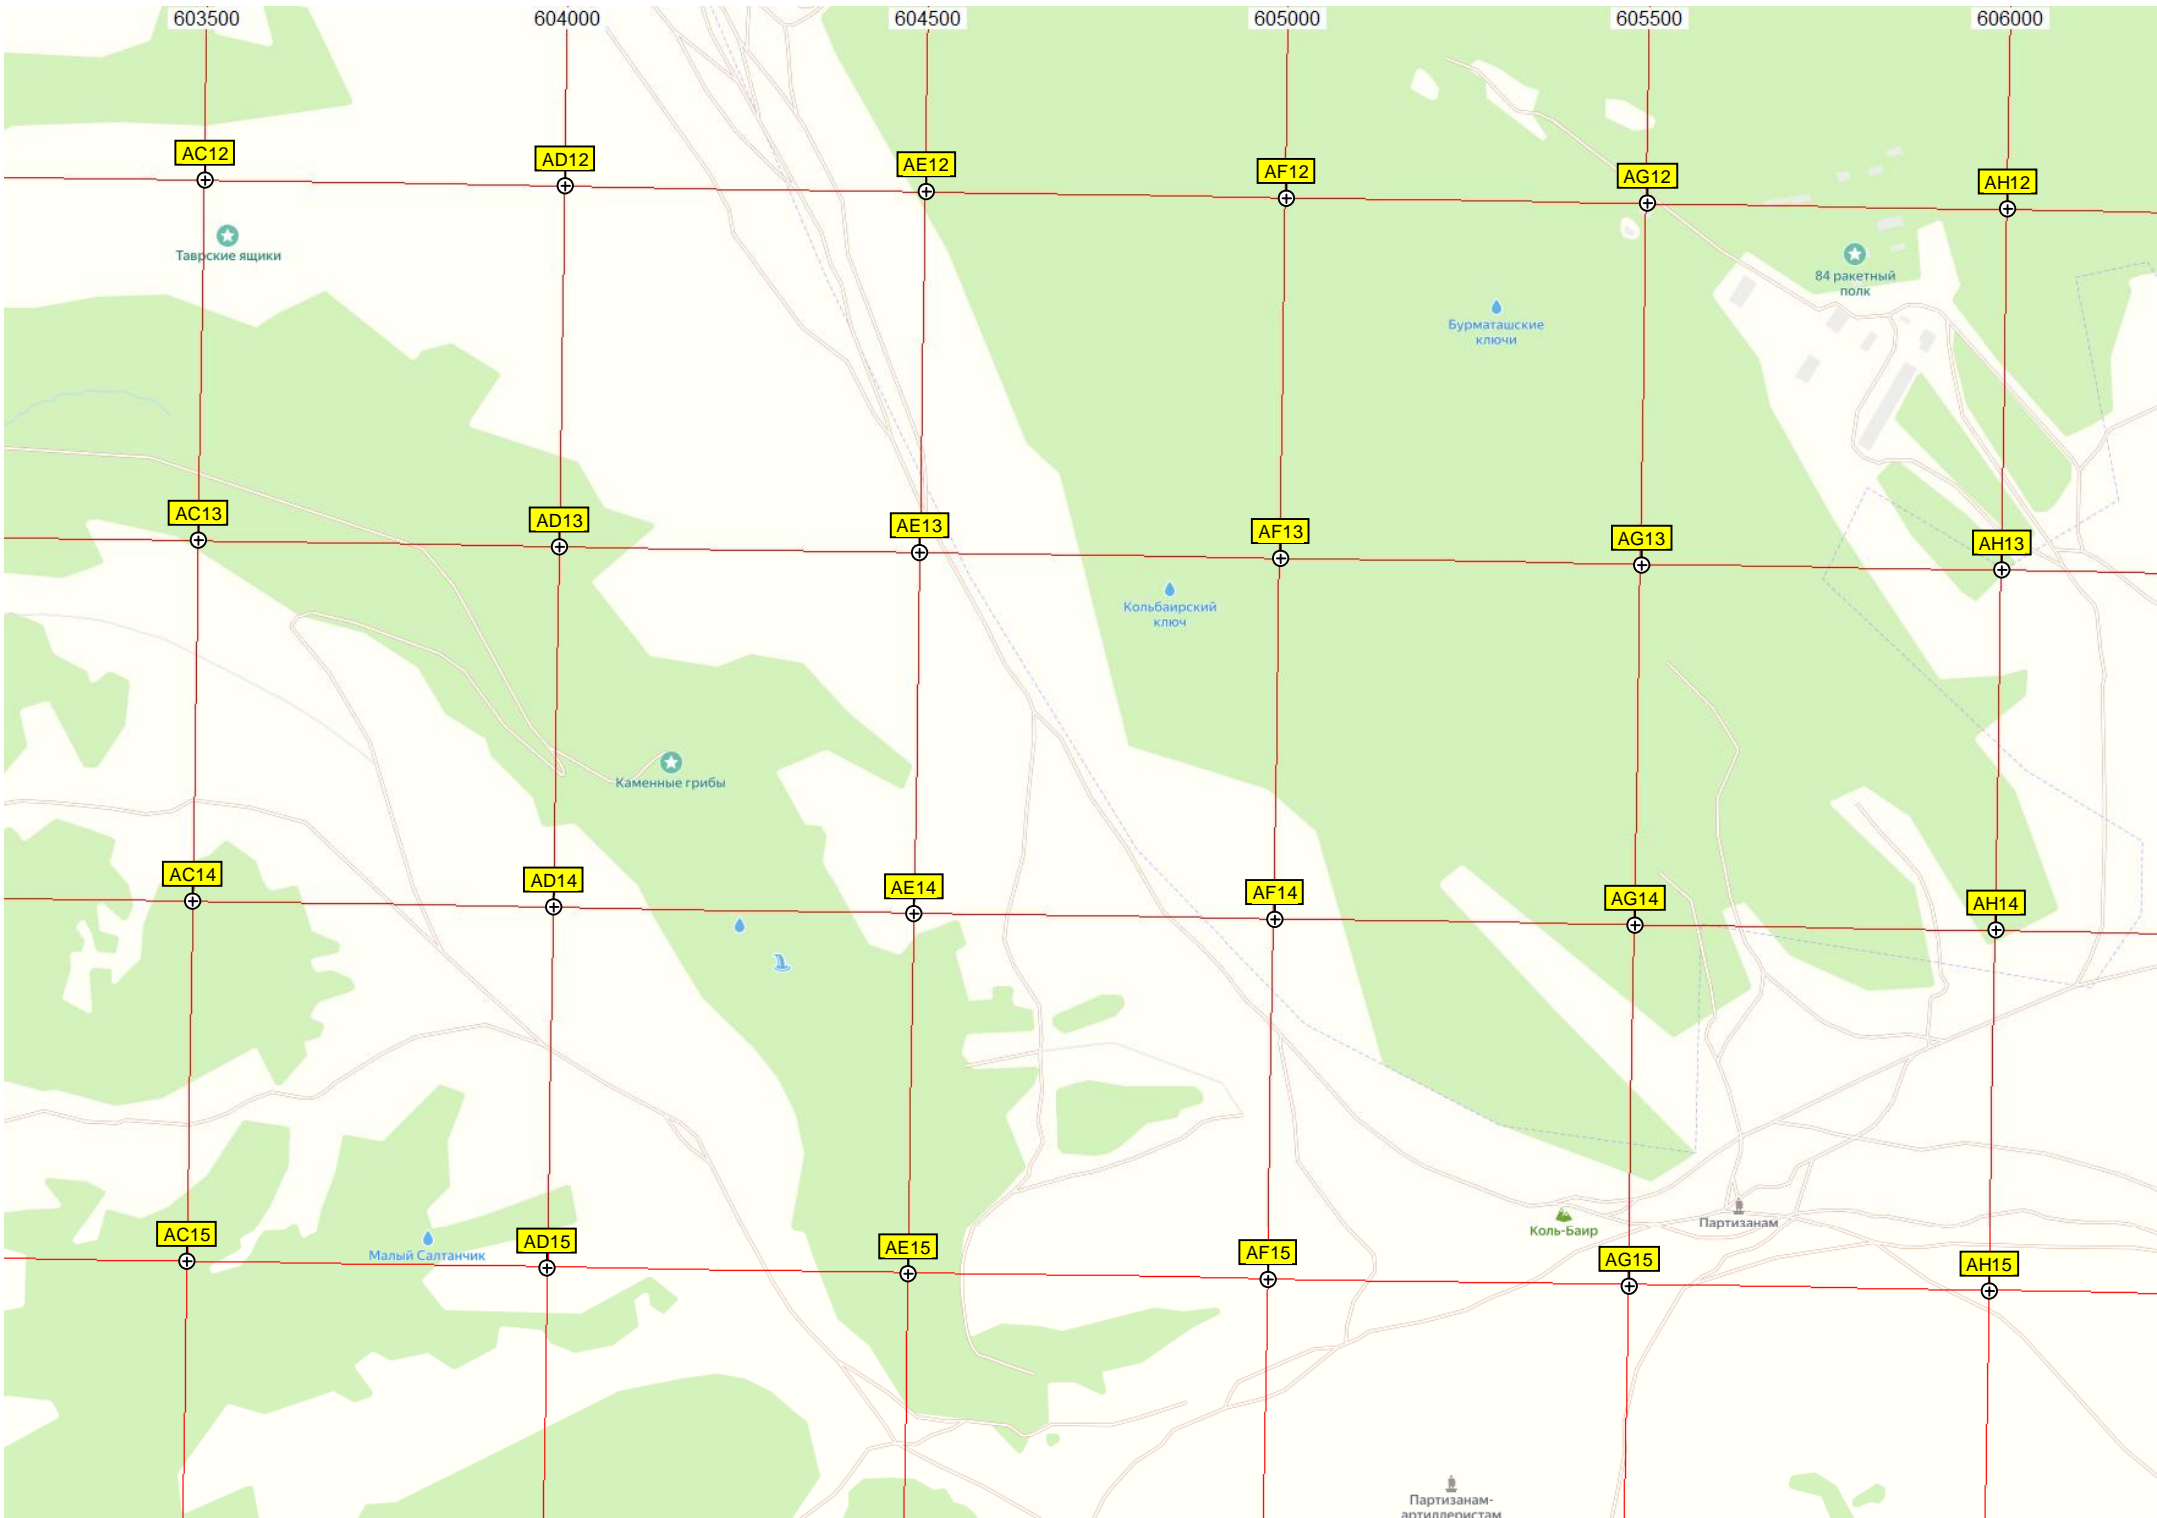 603500 604000 604500 605000 605500 606000
AC12 AD12 AE12 AF12 AG12 AH12
Таврские ящики
84 ракетный
полк
Бурматашские
ключи
AC13 AD13 AE13 AF13 AG13 AH13
Кольбаирский
ключ
Каменные грибы
AC14 AD14 AE14 AF14 AG14 AH14
Партизанам
Коль-Баир
AC15 AD15 AE15 AF15 AG15 AH15
Малый Салтанчик
Партизанам-
артиллеристам